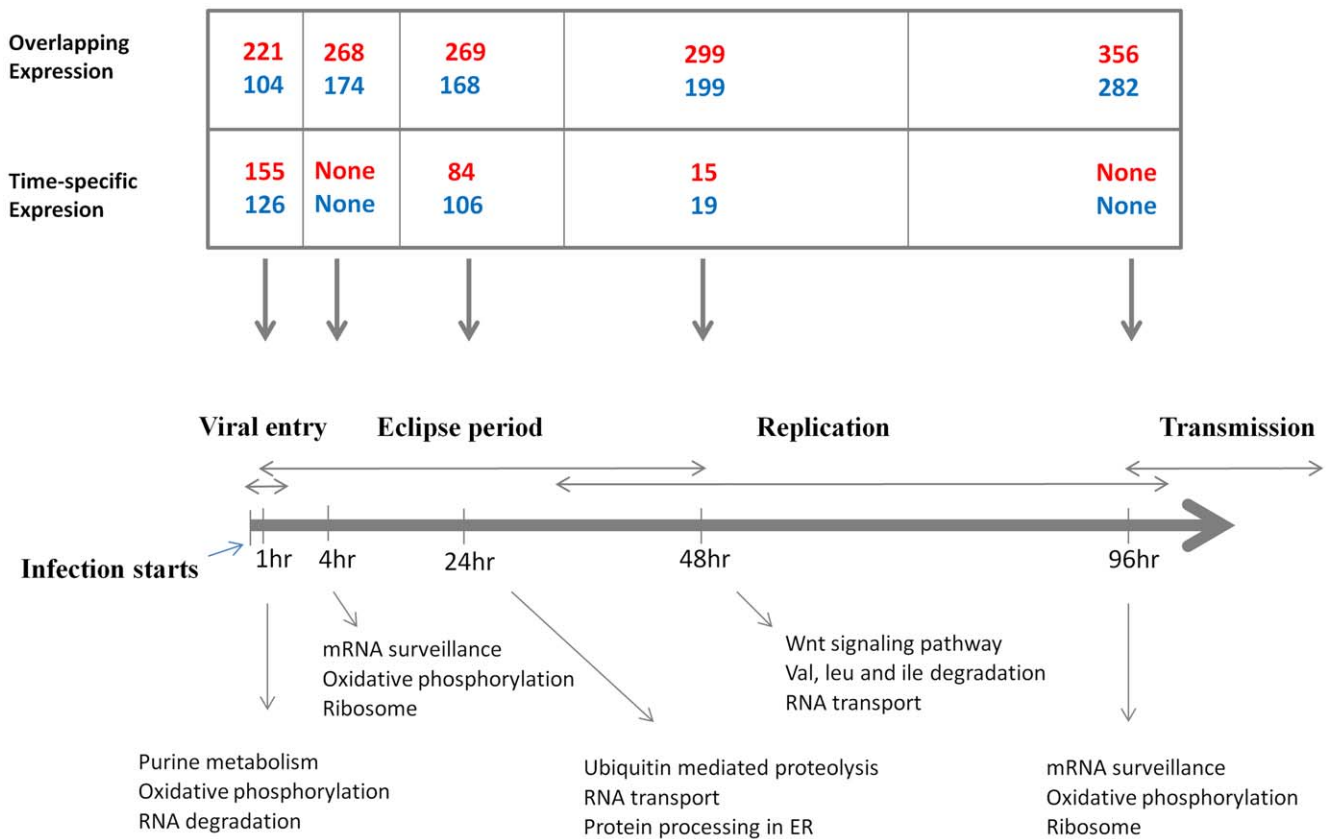 Overlapping
Expression
221 268 269 299 356
104 174 168 199 282
Time-specific
Expresion
155 None 84 15 None
126 None 106 19 None
Viral entry Eclipse period Replication Transmission
Infection starts
1hr 4hr 24hr 48hr 96hr
mRNA surveillance
Oxidative phosphorylation
Ribosome
Wnt signaling pathway
Val, leu and ile degradation
RNA transport
Purine metabolism
Oxidative phosphorylation
RNA degradation
Ubiquitin mediated proteolysis
RNA transport
Protein processing in ER
mRNA surveillance
Oxidative phosphorylation
Ribosome